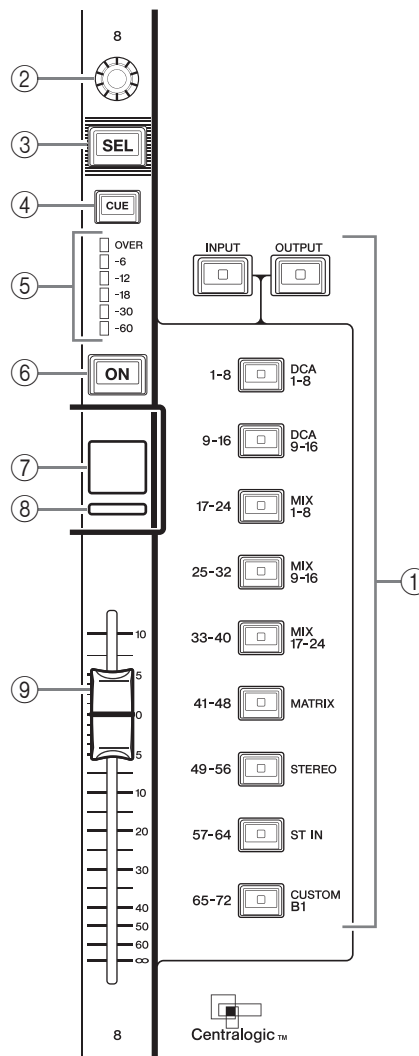 8
②
③ SEL
④ CUE
⑤
OVER
-6
-12
-18
-30
-60
⑥ ON
⑦
⑧
⑨
10
5
0
5
10
20
30
40
50
60
∞
8
INPUT OUTPUT
1-8 DCA 1-8
9-16 DCA 9-16
17-24 MIX 1-8
25-32 MIX 9-16
33-40 MIX 17-24
41-48 MATRIX
49-56 STEREO
57-64 ST IN
65-72 CUSTOM B1
①
Centralogic TM